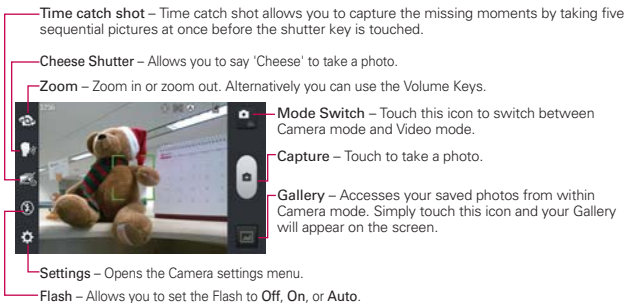 Time catch shot – Time catch shot allows you to capture the missing moments by taking five
sequential pictures at once before the shutter key is touched.
Cheese Shutter – Allows you to say 'Cheese' to take a photo.
Zoom – Zoom in or zoom out. Alternatively you can use the Volume Keys.
Mode Switch – Touch this icon to switch between
Camera mode and Video mode.
Capture – Touch to take a photo.
Gallery – Accesses your saved photos from within
Camera mode. Simply touch this icon and your Gallery
will appear on the screen.
Settings – Opens the Camera settings menu.
Flash – Allows you to set the Flash to Off, On, or Auto.